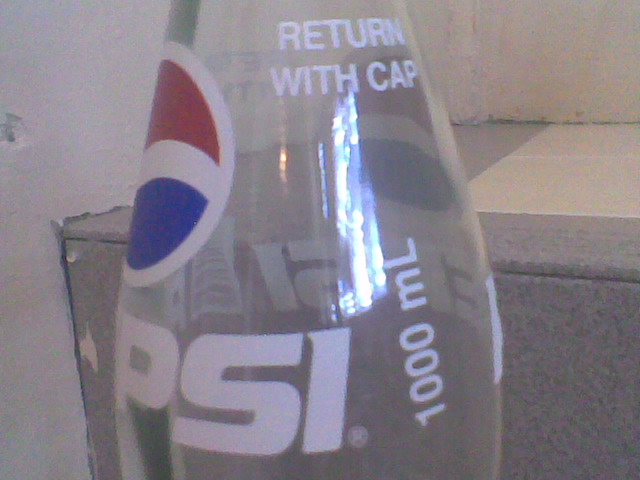 RETURN
WITH CAP
1000 mL
PSI®